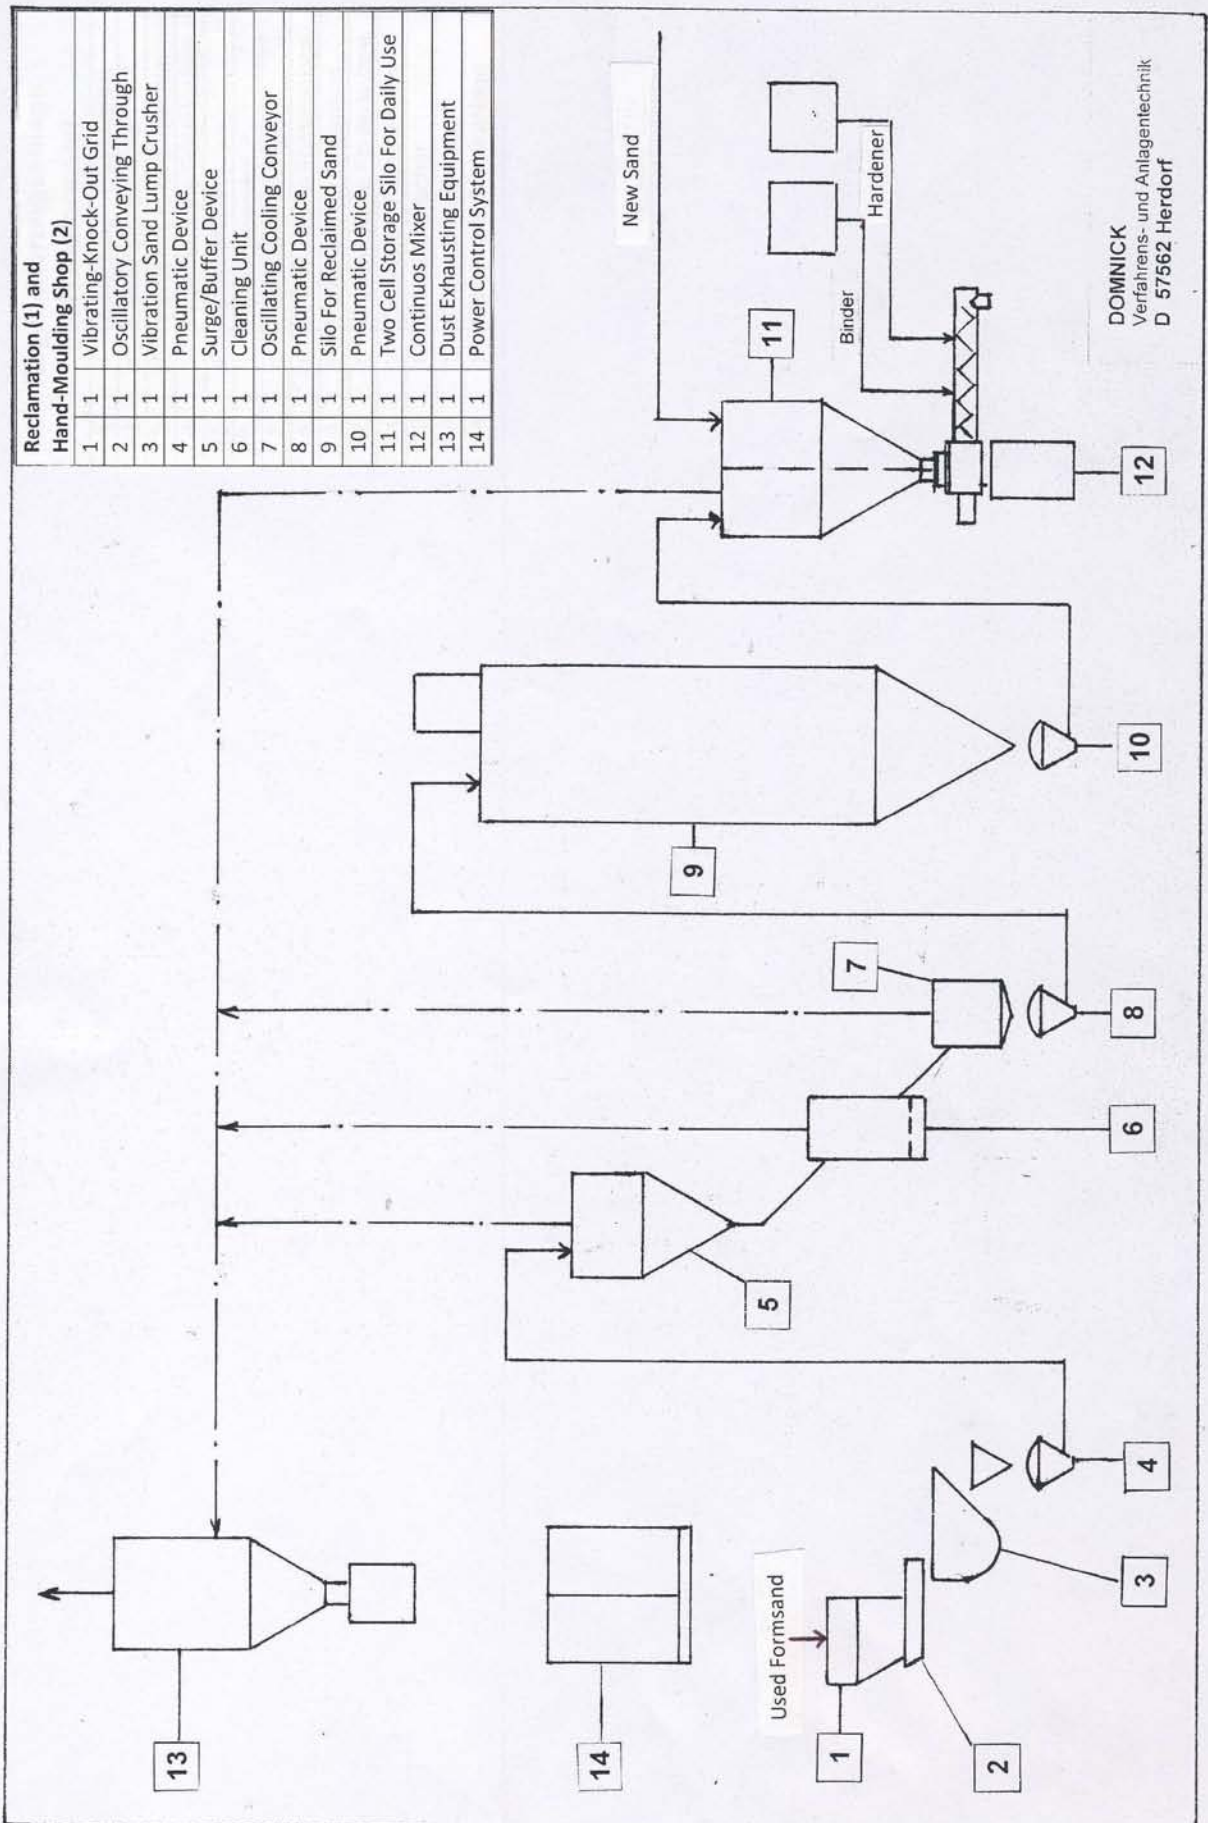 Reclamation (1) and
Hand-Moulding Shop (2)
1 1 Vibrating-Knock-Out Grid
2 1 Oscillatory Conveying Through
3 1 Vibration Sand Lump Crusher
4 1 Pneumatic Device
5 1 Surge/Buffer Device
6 1 Cleaning Unit
7 1 Oscillating Cooling Conveyor
8 1 Pneumatic Device
9 1 Silo For Reclaimed Sand
10 1 Pneumatic Device
11 1 Two Cell Storage Silo For Daily Use
12 1 Continuos Mixer
13 1 Dust Exhausting Equipment
14 1 Power Control System
New Sand
Hardener
Binder
Used Formsand
13
14
1
2
3
4
5
6
7
8
9
10
11
12
DOMNICK
Verfahrens- und Anlagentechnik
D 57562 Herdorf